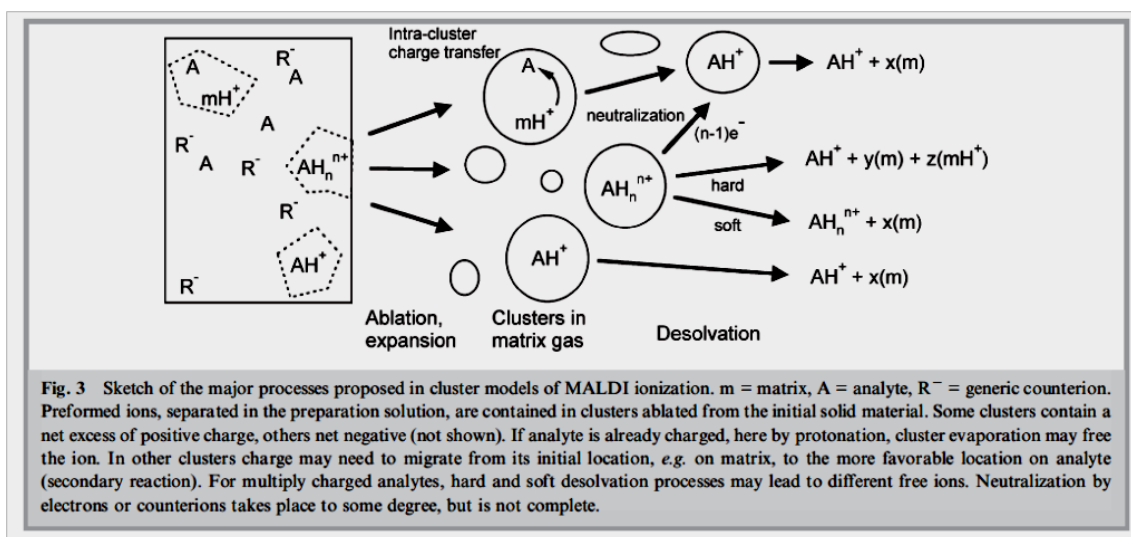 Intra-cluster
charge transfer
A
mH⁺
R⁻
A
A
R⁻
A
R⁻
AHₙⁿ⁺
R⁻
AH⁺
R⁻
A
mH⁺
neutralization
AH⁺
AH⁺ + x(m)
(n-1)e⁻
AHₙⁿ⁺
hard
AH⁺ + y(m) + z(mH⁺)
soft
AHₙⁿ⁺ + x(m)
AH⁺
AH⁺ + x(m)
Ablation,
expansion
Clusters in
matrix gas
Desolvation
Fig. 3 Sketch of the major processes proposed in cluster models of MALDI ionization. m = matrix, A = analyte, R⁻ = generic counterion.
Preformed ions, separated in the preparation solution, are contained in clusters ablated from the initial solid material. Some clusters contain a
net excess of positive charge, others net negative (not shown). If analyte is already charged, here by protonation, cluster evaporation may free
the ion. In other clusters charge may need to migrate from its initial location, e.g. on matrix, to the more favorable location on analyte
(secondary reaction). For multiply charged analytes, hard and soft desolvation processes may lead to different free ions. Neutralization by
electrons or counterions takes place to some degree, but is not complete.